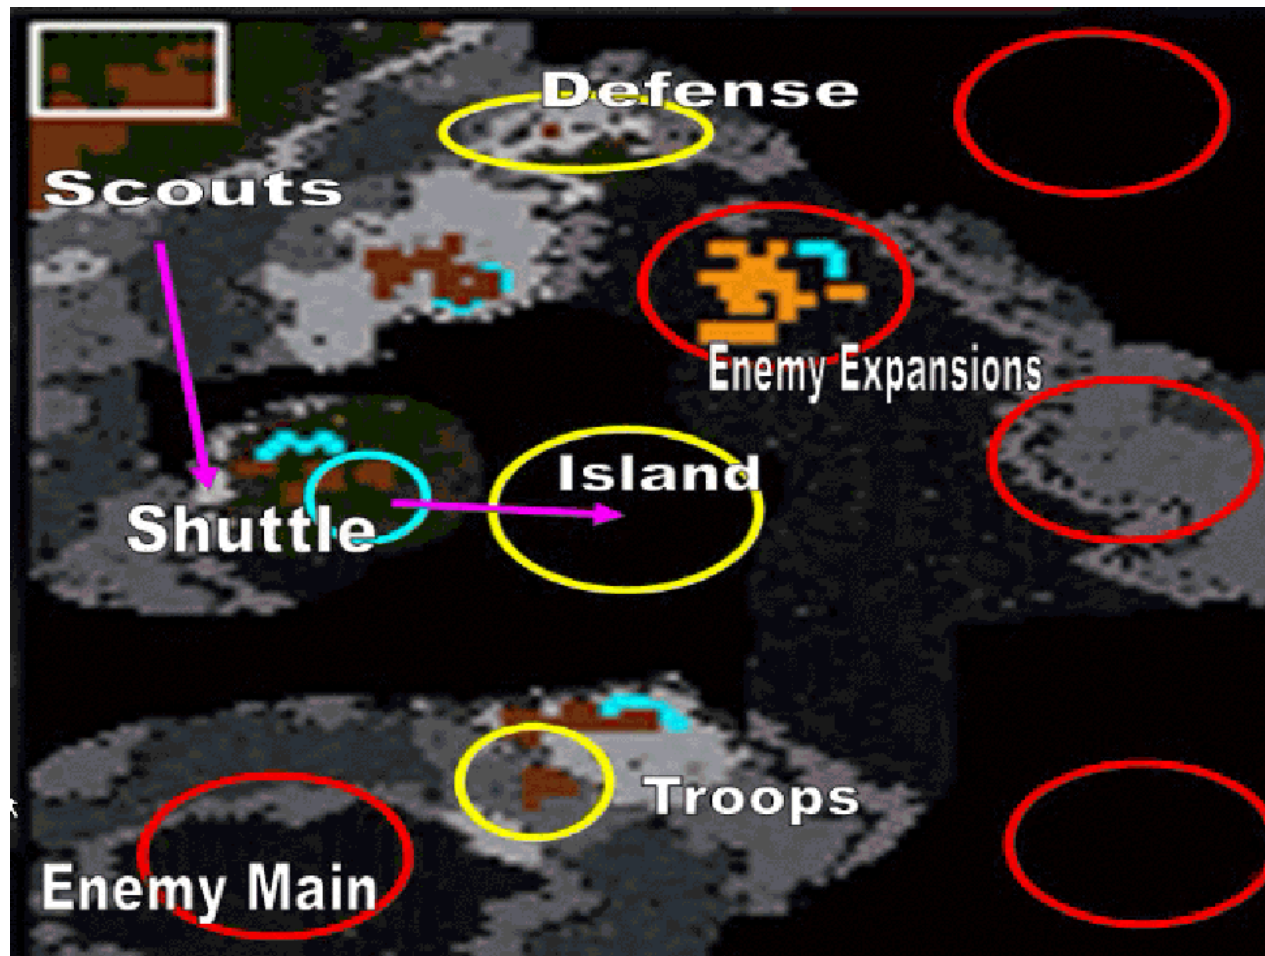 Defense
Scouts
Enemy Expansions
Island
Shuttle
Troops
Enemy Main